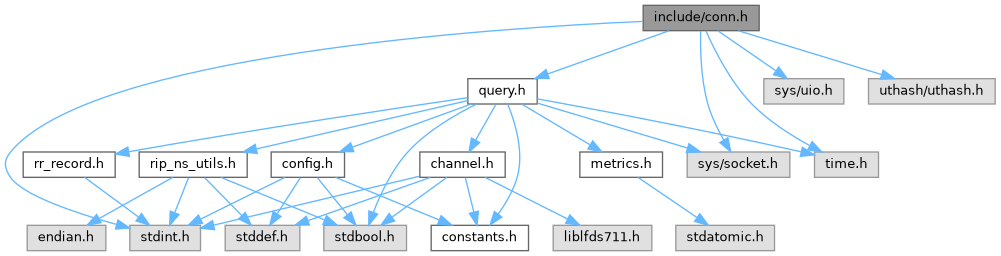 include/conn.h
query.h
sys/uio.h
uthash/uthash.h
rr_record.h
rip_ns_utils.h
config.h
channel.h
metrics.h
sys/socket.h
time.h
endian.h
stdint.h
stddef.h
stdbool.h
constants.h
liblfds711.h
stdatomic.h